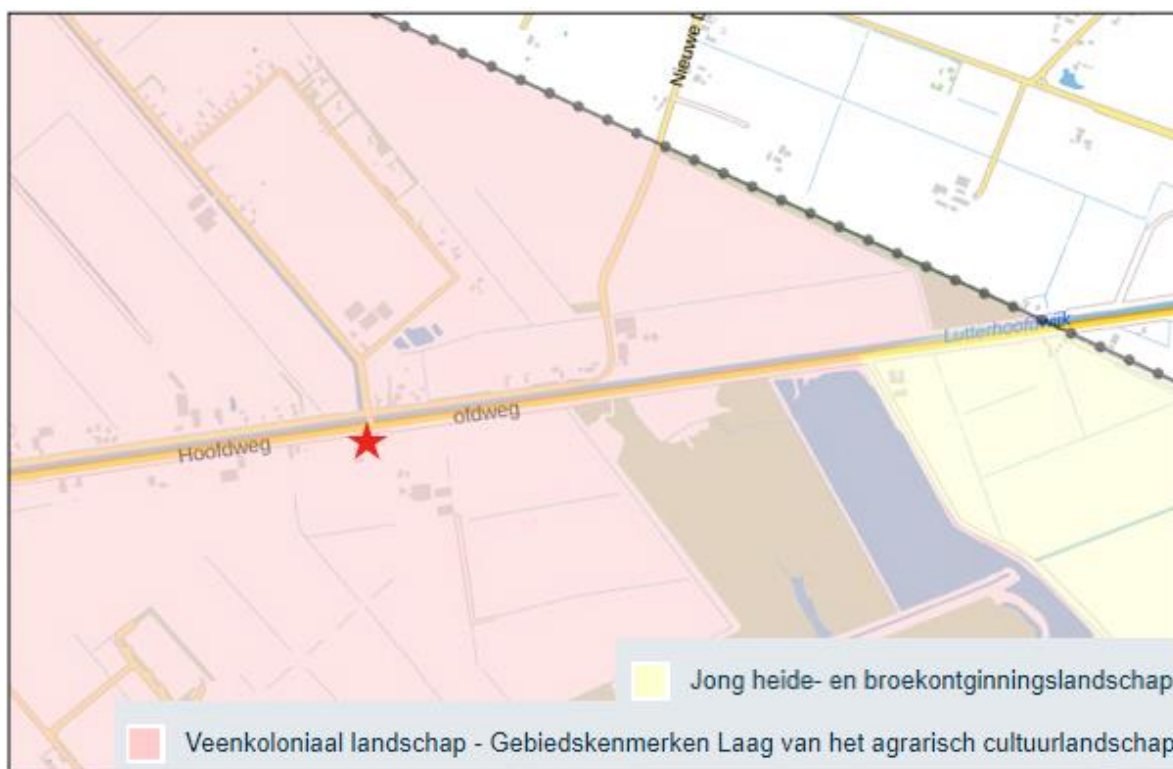 Nieuwe D
Lutterhoofdwijk
ofdweg
Hoofdweg
Jong heide- en broekontginningslandschap
Veenkoloniaal landschap - Gebiedskenmerken Laag van het agrarisch cultuurlandschap